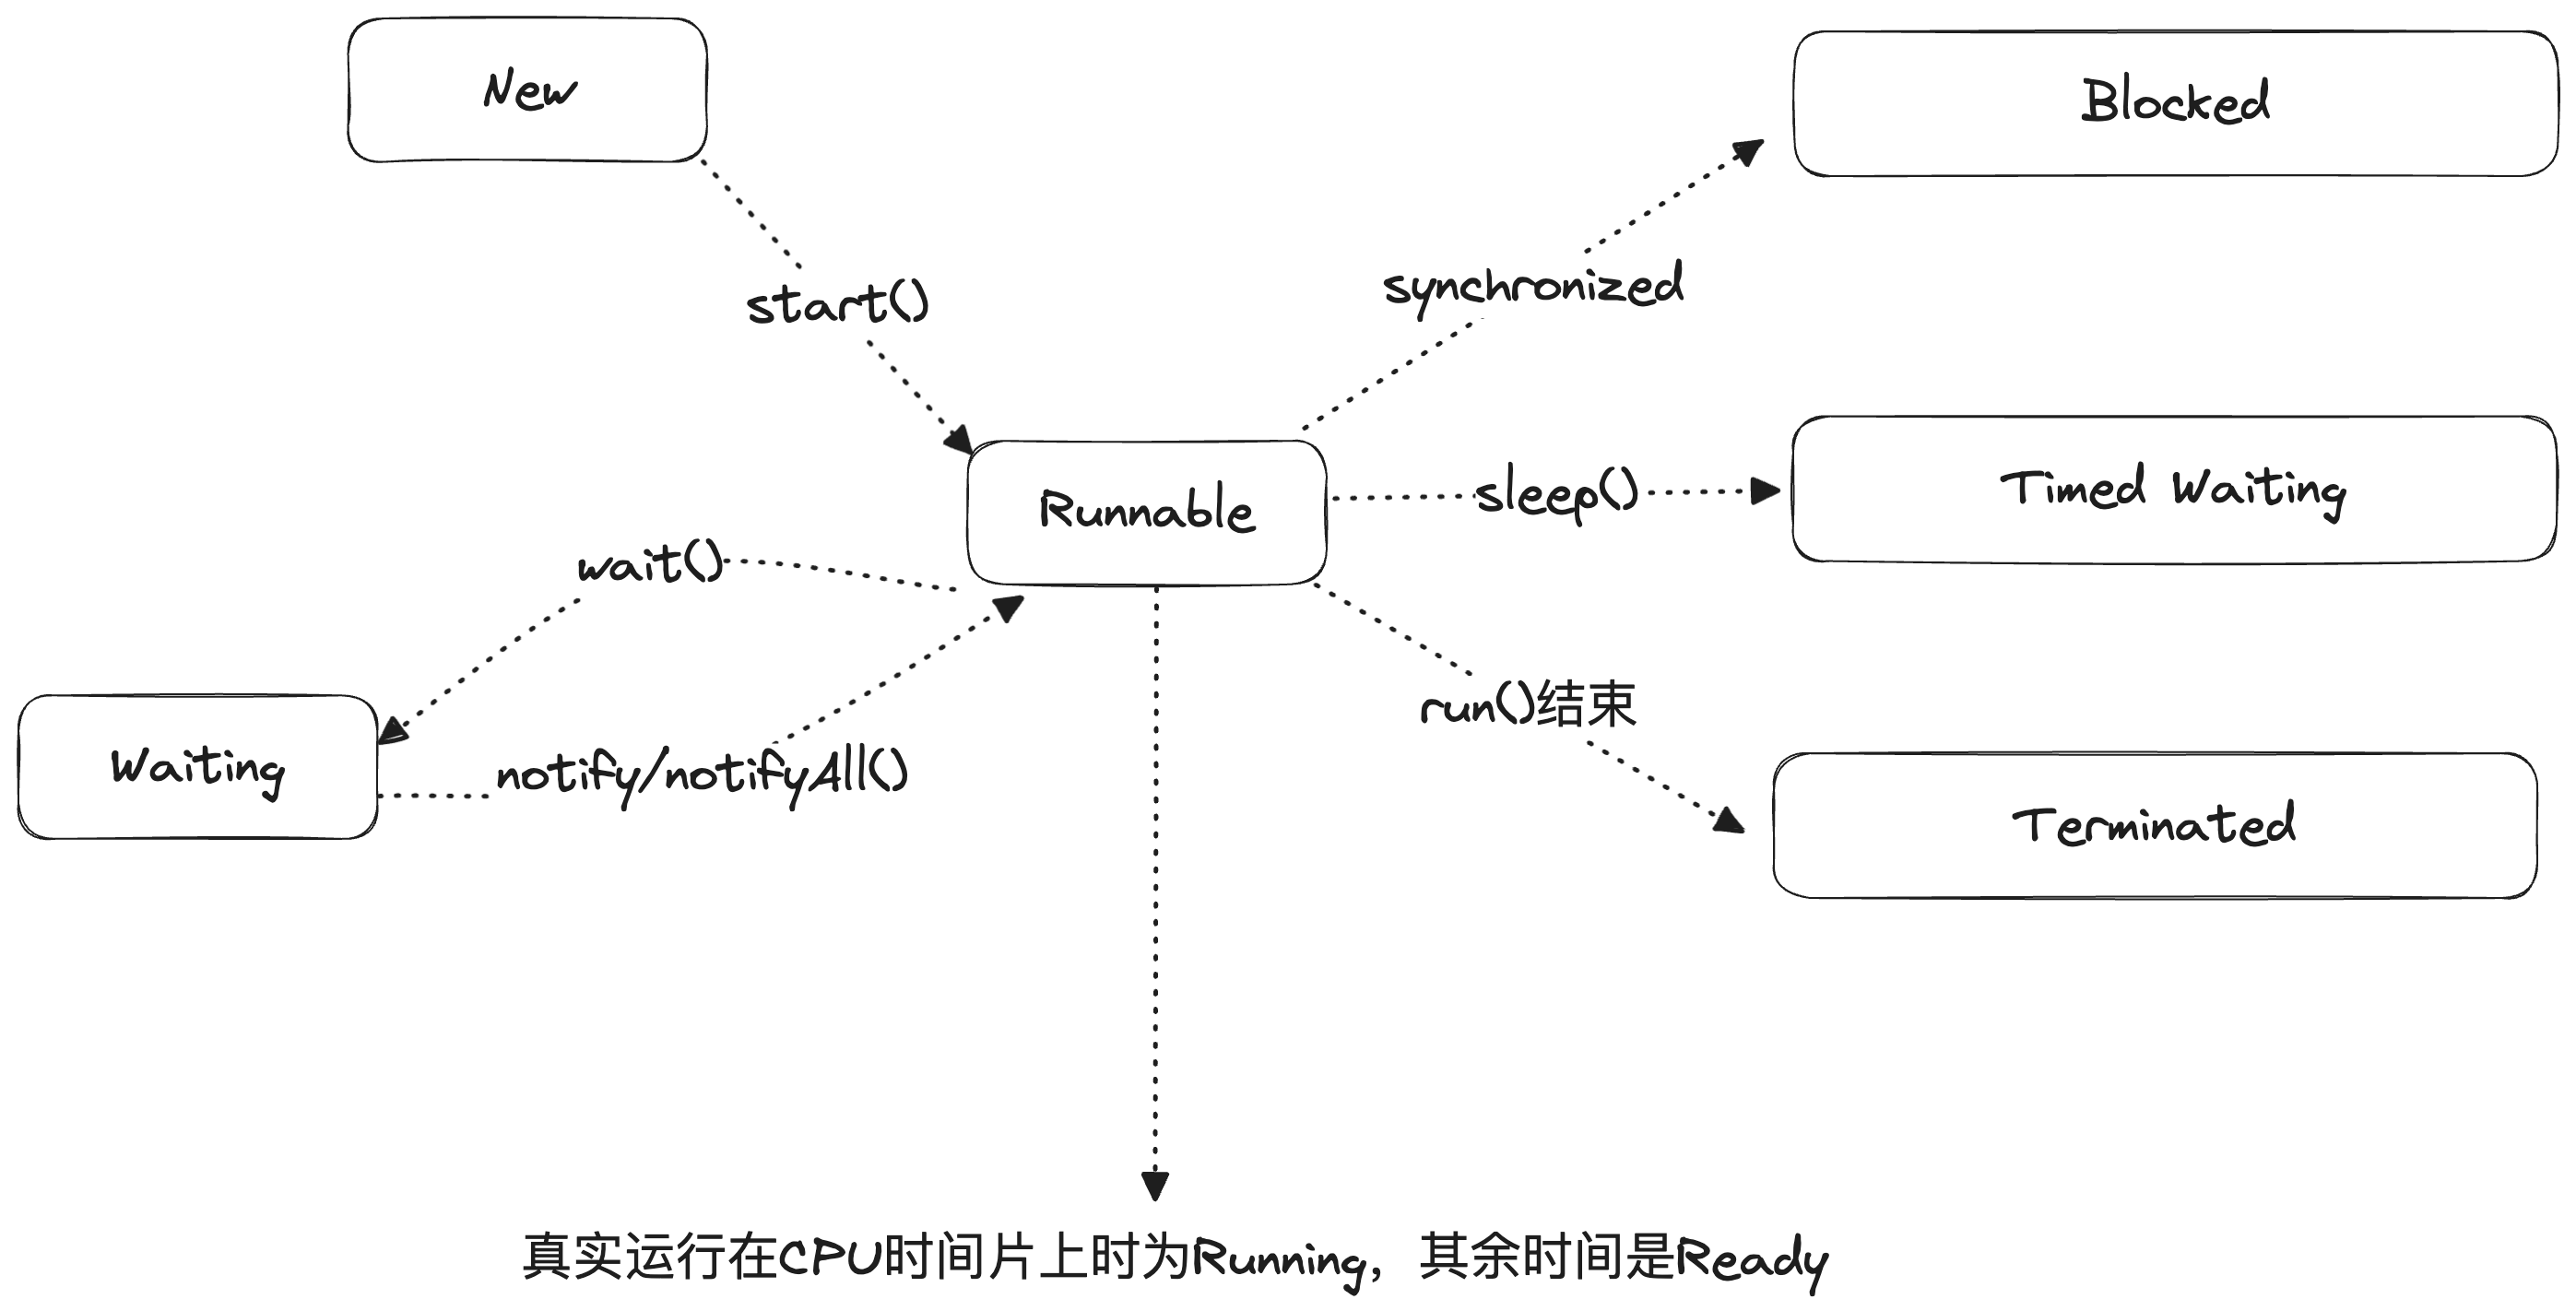 New
Blocked
start()
synchronized
Runnable
sleep()
Timed Waiting
wait()
run()结束
Waiting
notify/notifyAll()
Terminated
真实运行在CPU时间片上时为Running，其余时间是Ready